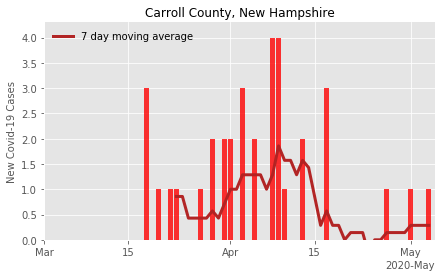 Carroll County, New Hampshire
7 day moving average
New Covid-19 Cases
4.0
3.5
3.0
2.5
2.0
1.5
1.0
0.5
0.0
Mar 15 Apr 15 May
2020-May